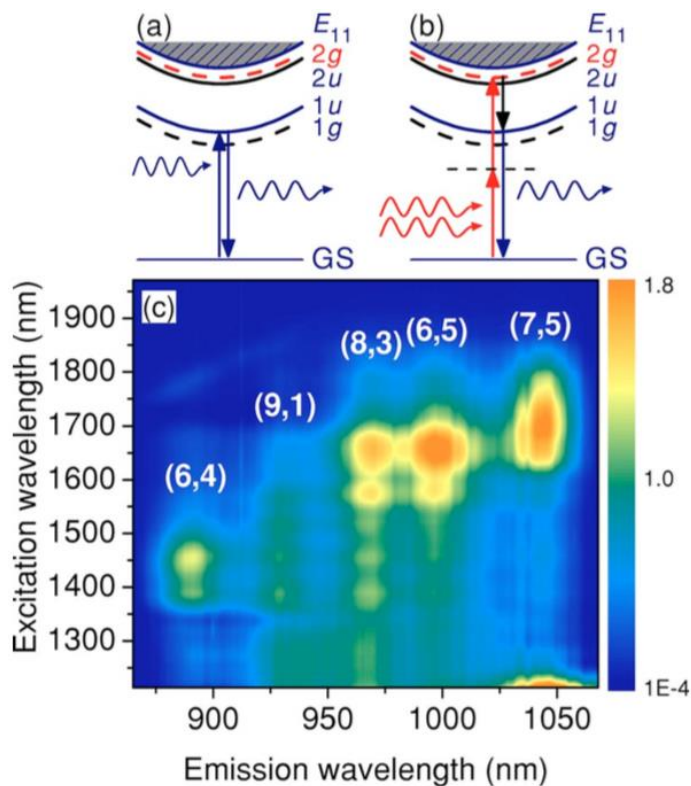 (a)
E11
2g
2u
1u
1g
(b)
E11
2g
2u
1u
1g
GS
GS
(c)
(6,4)
(9,1)
(8,3)
(6,5)
(7,5)
1900
1800
1700
1600
1500
1400
1300
Excitation wavelength (nm)
900
950
1000
1050
Emission wavelength (nm)
1.8
1.0
1E-4